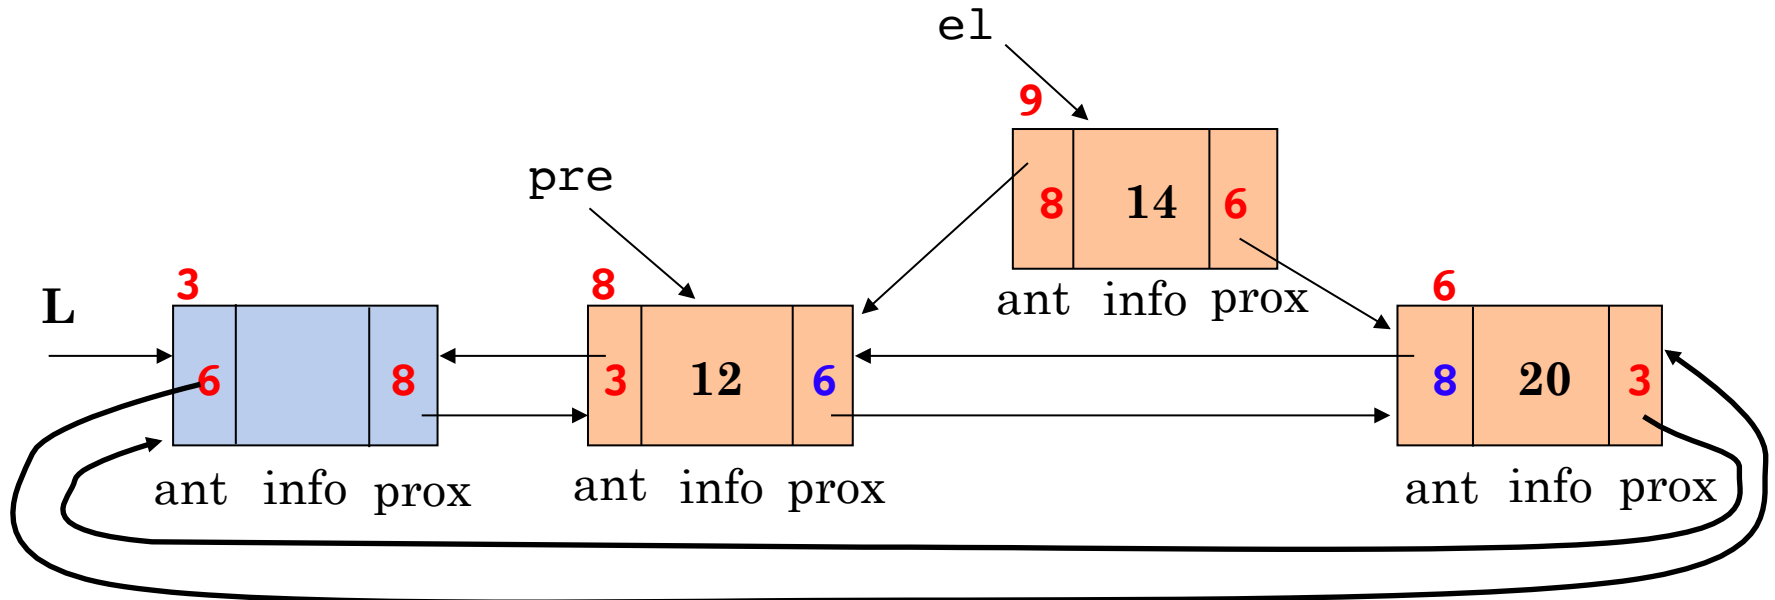 el
9
pre
8 14 6
L
3
8
ant info prox
6
6 8
3 12 6
8 20 3
ant info prox
ant info prox
ant info prox